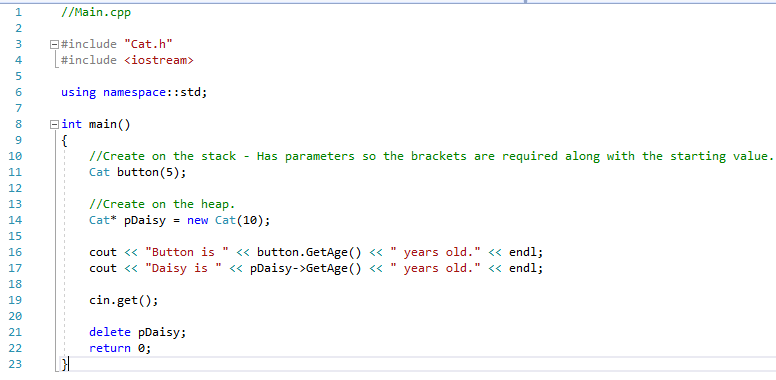 1 //Main.cpp
2
3 #include "Cat.h"
4 #include <iostream>
5
6 using namespace::std;
7
8 int main()
9 {
10 //Create on the stack - Has parameters so the brackets are required along with the starting value.
11 Cat button(5);
12
13 //Create on the heap.
14 Cat* pDaisy = new Cat(10);
15
16 cout << "Button is " << button.GetAge() << " years old." << endl;
17 cout << "Daisy is " << pDaisy->GetAge() << " years old." << endl;
18
19 cin.get();
20
21 delete pDaisy;
22 return 0;
23 }